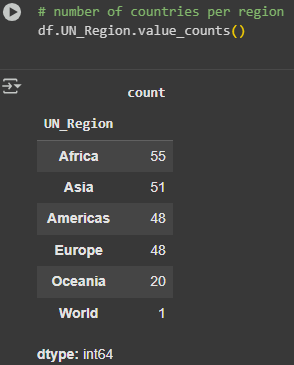 # number of countries per region
df.UN_Region.value_counts()
count
UN_Region
Africa 55
Asia 51
Americas 48
Europe 48
Oceania 20
World 1
dtype: int64